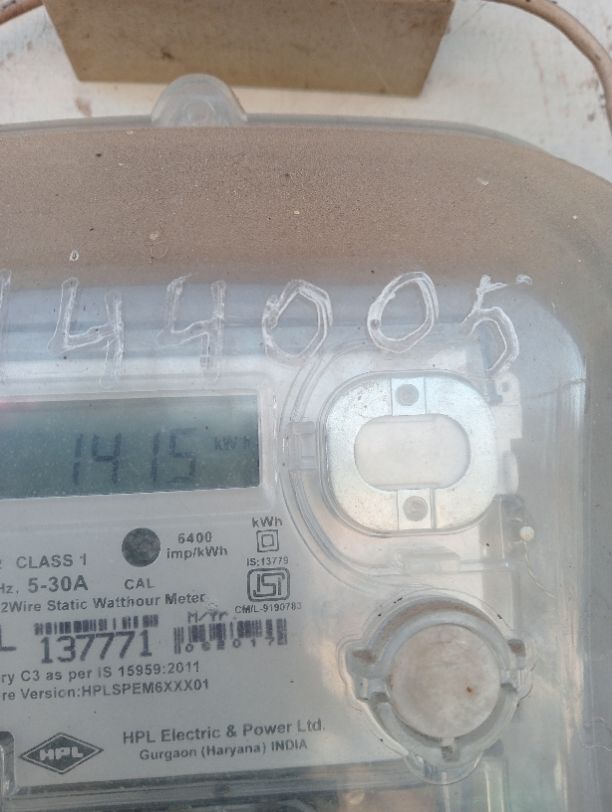 144005
1415 kWh
6400
imp/kWh
kWh
IS:13779
CLASS 1
Hz, 5-30A
CAL
2Wire Static Watthour Meter
CM/L-9190783
M/Yr.
L 137771
062017
ry C3 as per IS 15959:2011
re Version:HPLSPEM6XXX01
HPL
HPL Electric & Power Ltd.
Gurgaon (Haryana) INDIA